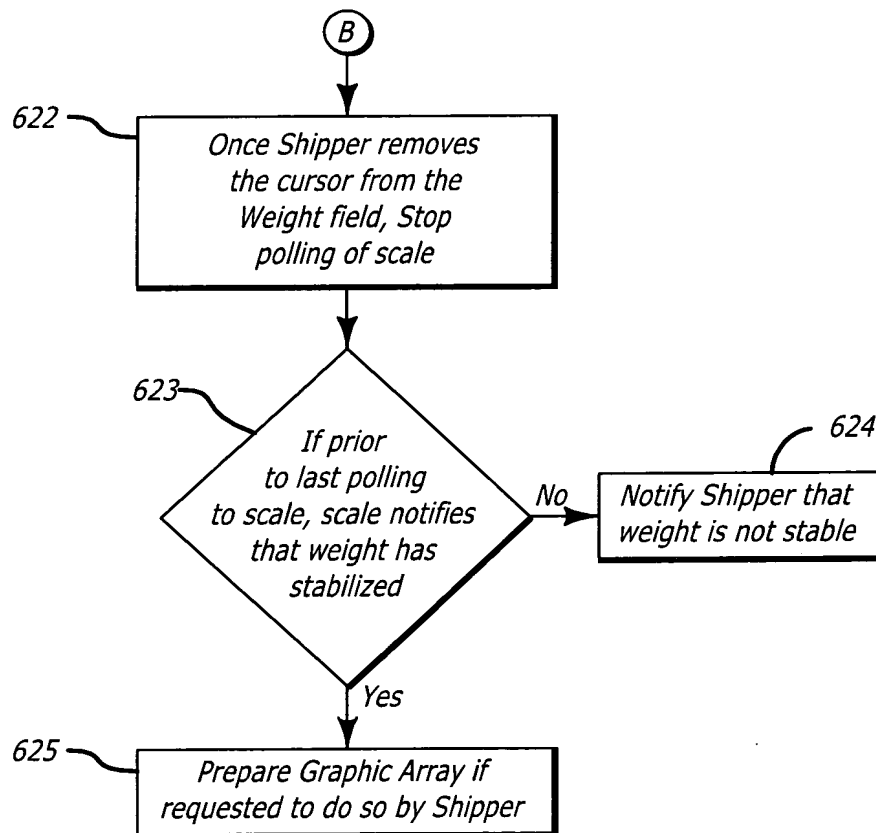 B
622
Once Shipper removes
the cursor from the
Weight field, Stop
polling of scale
623
If prior
to last polling
to scale, scale notifies
that weight has
stabilized
No
624
Notify Shipper that
weight is not stable
Yes
625
Prepare Graphic Array if
requested to do so by Shipper